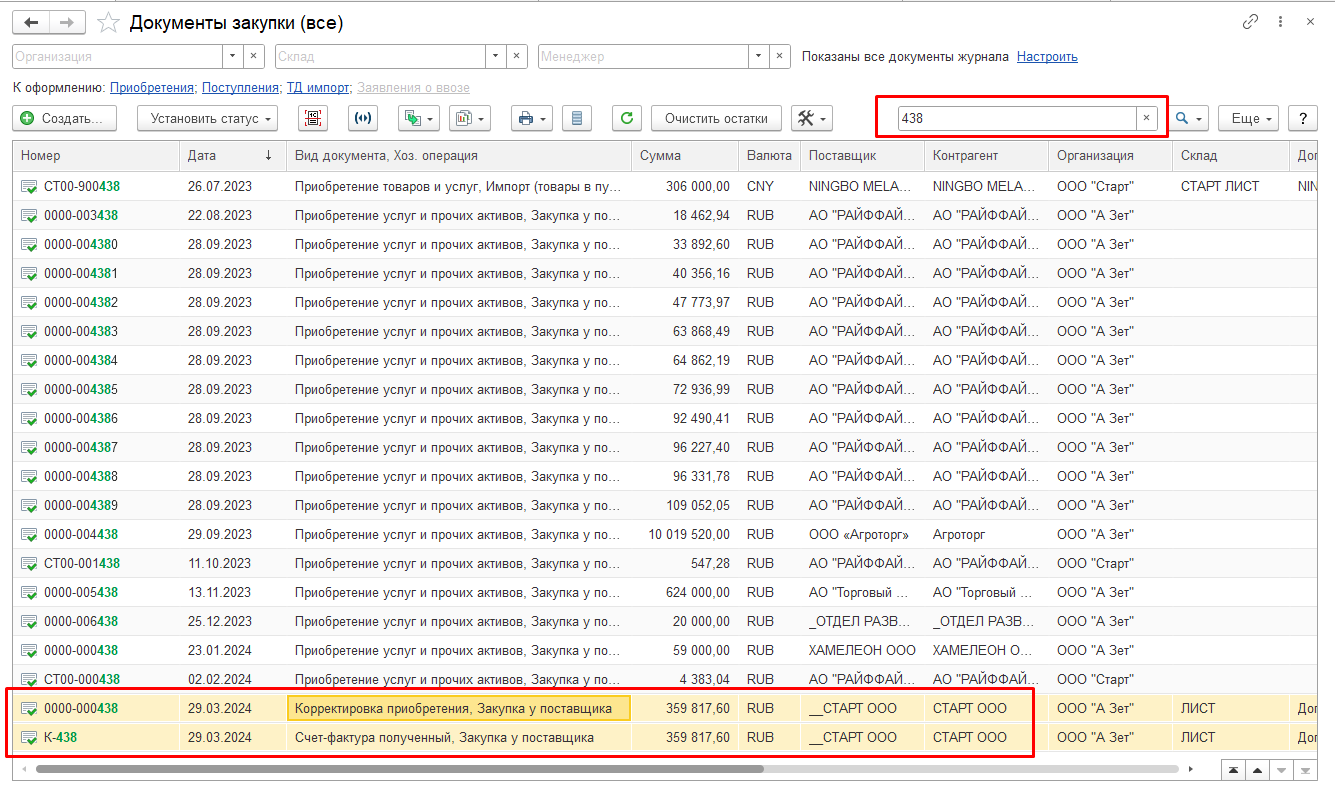 Документы закупки (все)
Организация Склад Менеджер Показаны все документы журнала Настроить
К оформлению: Приобретения; Поступления; ТД импорт; Заявления о ввозе
Создать... Установить статус Очистить остатки 438 Еще ?
Номер Дата ↓ Вид документа, Хоз. операция Сумма Валюта Поставщик Контрагент Организация Склад Дог
СТ00-900438 26.07.2023 Приобретение товаров и услуг, Импорт (товары в пу... 306 000,00 CNY NINGBO MELA... NINGBO MELA... ООО "Старт" СТАРТ ЛИСТ NIN
0000-003438 22.08.2023 Приобретение услуг и прочих активов, Закупка у по... 18 462,94 RUB АО "РАЙФФАЙ... АО "РАЙФФАЙ... ООО "А Зет"
0000-004380 28.09.2023 Приобретение услуг и прочих активов, Закупка у по... 33 892,60 RUB АО "РАЙФФАЙ... АО "РАЙФФАЙ... ООО "А Зет"
0000-004381 28.09.2023 Приобретение услуг и прочих активов, Закупка у по... 40 356,16 RUB АО "РАЙФФАЙ... АО "РАЙФФАЙ... ООО "А Зет"
0000-004382 28.09.2023 Приобретение услуг и прочих активов, Закупка у по... 47 773,97 RUB АО "РАЙФФАЙ... АО "РАЙФФАЙ... ООО "А Зет"
0000-004383 28.09.2023 Приобретение услуг и прочих активов, Закупка у по... 63 868,49 RUB АО "РАЙФФАЙ... АО "РАЙФФАЙ... ООО "А Зет"
0000-004384 28.09.2023 Приобретение услуг и прочих активов, Закупка у по... 64 862,19 RUB АО "РАЙФФАЙ... АО "РАЙФФАЙ... ООО "А Зет"
0000-004385 28.09.2023 Приобретение услуг и прочих активов, Закупка у по... 72 936,99 RUB АО "РАЙФФАЙ... АО "РАЙФФАЙ... ООО "А Зет"
0000-004386 28.09.2023 Приобретение услуг и прочих активов, Закупка у по... 92 490,41 RUB АО "РАЙФФАЙ... АО "РАЙФФАЙ... ООО "А Зет"
0000-004387 28.09.2023 Приобретение услуг и прочих активов, Закупка у по... 96 227,40 RUB АО "РАЙФФАЙ... АО "РАЙФФАЙ... ООО "А Зет"
0000-004388 28.09.2023 Приобретение услуг и прочих активов, Закупка у по... 96 331,78 RUB АО "РАЙФФАЙ... АО "РАЙФФАЙ... ООО "А Зет"
0000-004389 28.09.2023 Приобретение услуг и прочих активов, Закупка у по... 109 052,05 RUB АО "РАЙФФАЙ... АО "РАЙФФАЙ... ООО "А Зет"
0000-004438 29.09.2023 Приобретение услуг и прочих активов, Закупка у по... 10 019 520,00 RUB ООО «Агроторг» Агроторг ООО "А Зет"
СТ00-001438 11.10.2023 Приобретение услуг и прочих активов, Закупка у по... 547,28 RUB АО "РАЙФФАЙ... АО "РАЙФФАЙ... ООО "Старт"
0000-005438 13.11.2023 Приобретение услуг и прочих активов, Закупка у по... 624 000,00 RUB АО "Торговый ... АО "Торговый ... ООО "А Зет"
0000-006438 25.12.2023 Приобретение услуг и прочих активов, Закупка у по... 20 000,00 RUB _ОТДЕЛ РАЗВ... _ОТДЕЛ РАЗВ... ООО "А Зет"
0000-000438 23.01.2024 Приобретение услуг и прочих активов, Закупка у по... 59 000,00 RUB ХАМЕЛЕОН ООО ХАМЕЛЕОН О... ООО "А Зет"
СТ00-000438 02.02.2024 Приобретение услуг и прочих активов, Закупка у по... 4 383,04 RUB АО "РАЙФФАЙ... АО "РАЙФФАЙ... ООО "Старт"
0000-000438 29.03.2024 Корректировка приобретения, Закупка у поставщика 359 817,60 RUB __СТАРТ ООО СТАРТ ООО ООО "А Зет" ЛИСТ Дог
К-438 29.03.2024 Счет-фактура полученный, Закупка у поставщика 359 817,60 RUB __СТАРТ ООО СТАРТ ООО ООО "А Зет" ЛИСТ Дог